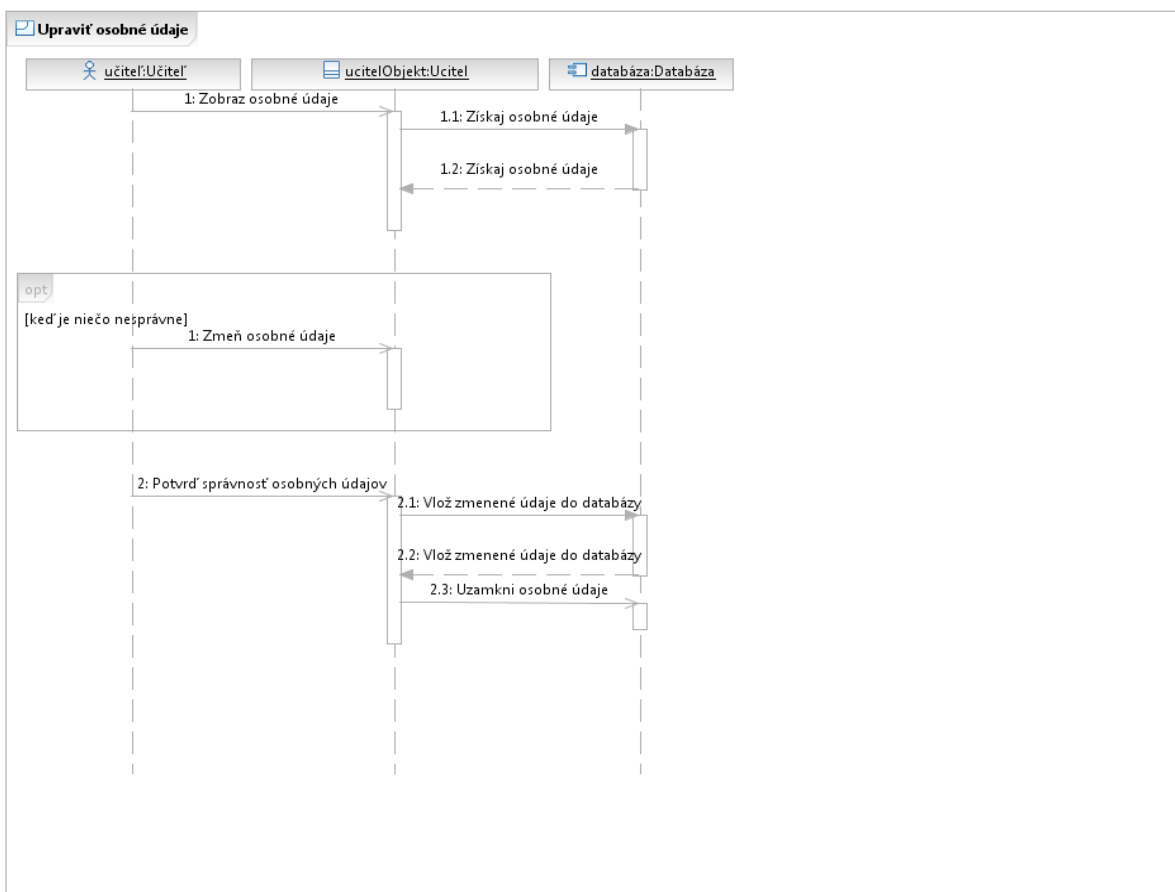 Upraviť osobné údaje
učiteľ:Učiteľ
ucitelObjekt:Ucitel
databáza:Databáza
1: Zobraz osobné údaje
1.1: Získaj osobné údaje
1.2: Získaj osobné údaje
opt
[keď je niečo nesprávne]
1: Zmeň osobné údaje
2: Potvrď správnosť osobných údajov
2.1: Vlož zmenené údaje do databázy
2.2: Vlož zmenené údaje do databázy
2.3: Uzamkni osobné údaje